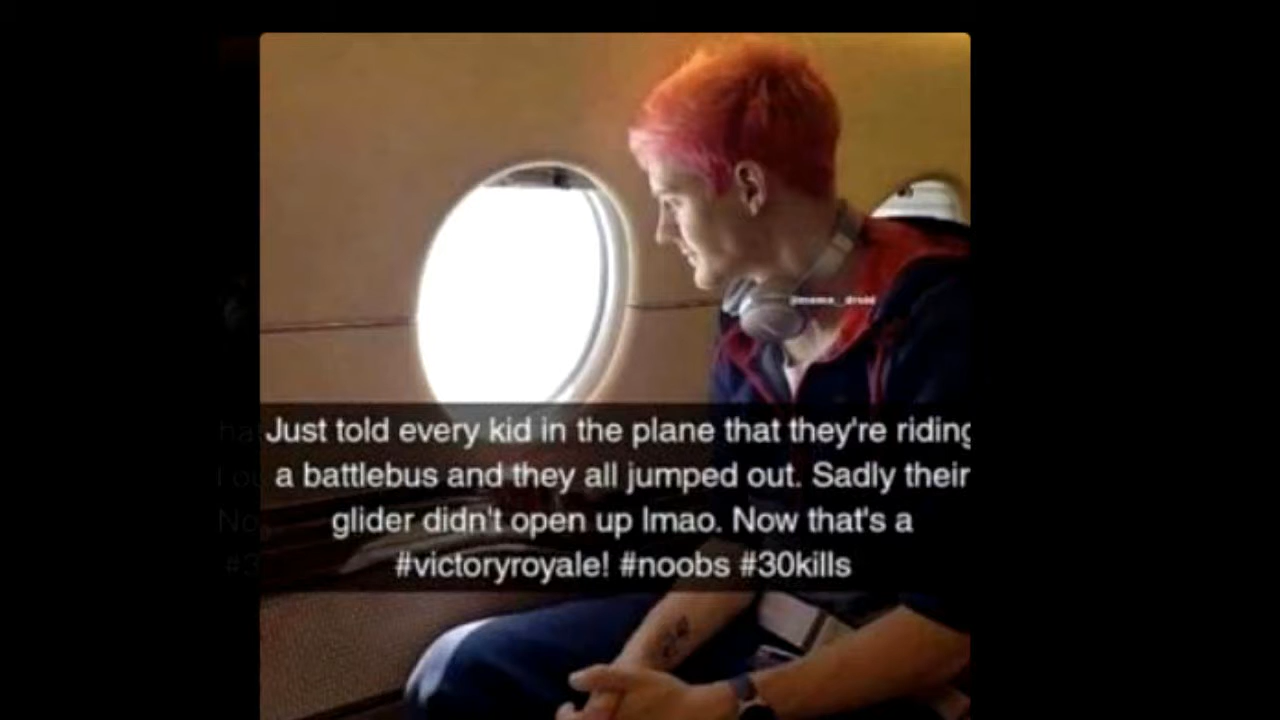 @meme_droid
Just told every kid in the plane that they're riding
a battlebus and they all jumped out. Sadly their
glider didn't open up lmao. Now that's a
#victoryroyale! #noobs #30kills